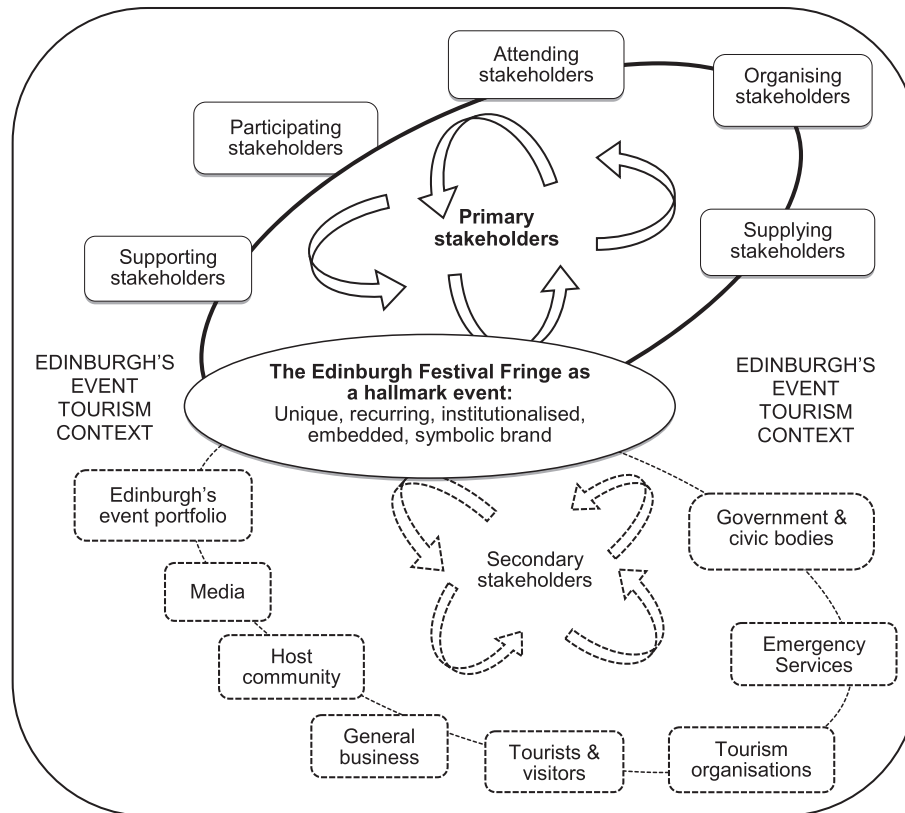 Attending
stakeholders
Organising
stakeholders
Participating
stakeholders
Primary
stakeholders
Supplying
stakeholders
Supporting
stakeholders
EDINBURGH'S
EVENT
TOURISM
CONTEXT
The Edinburgh Festival Fringe as
a hallmark event:
Unique, recurring, institutionalised,
embedded, symbolic brand
EDINBURGH'S
EVENT
TOURISM
CONTEXT
Edinburgh's
event portfolio
Government &
civic bodies
Secondary
stakeholders
Media
Host
community
Emergency
Services
General
business
Tourists &
visitors
Tourism
organisations